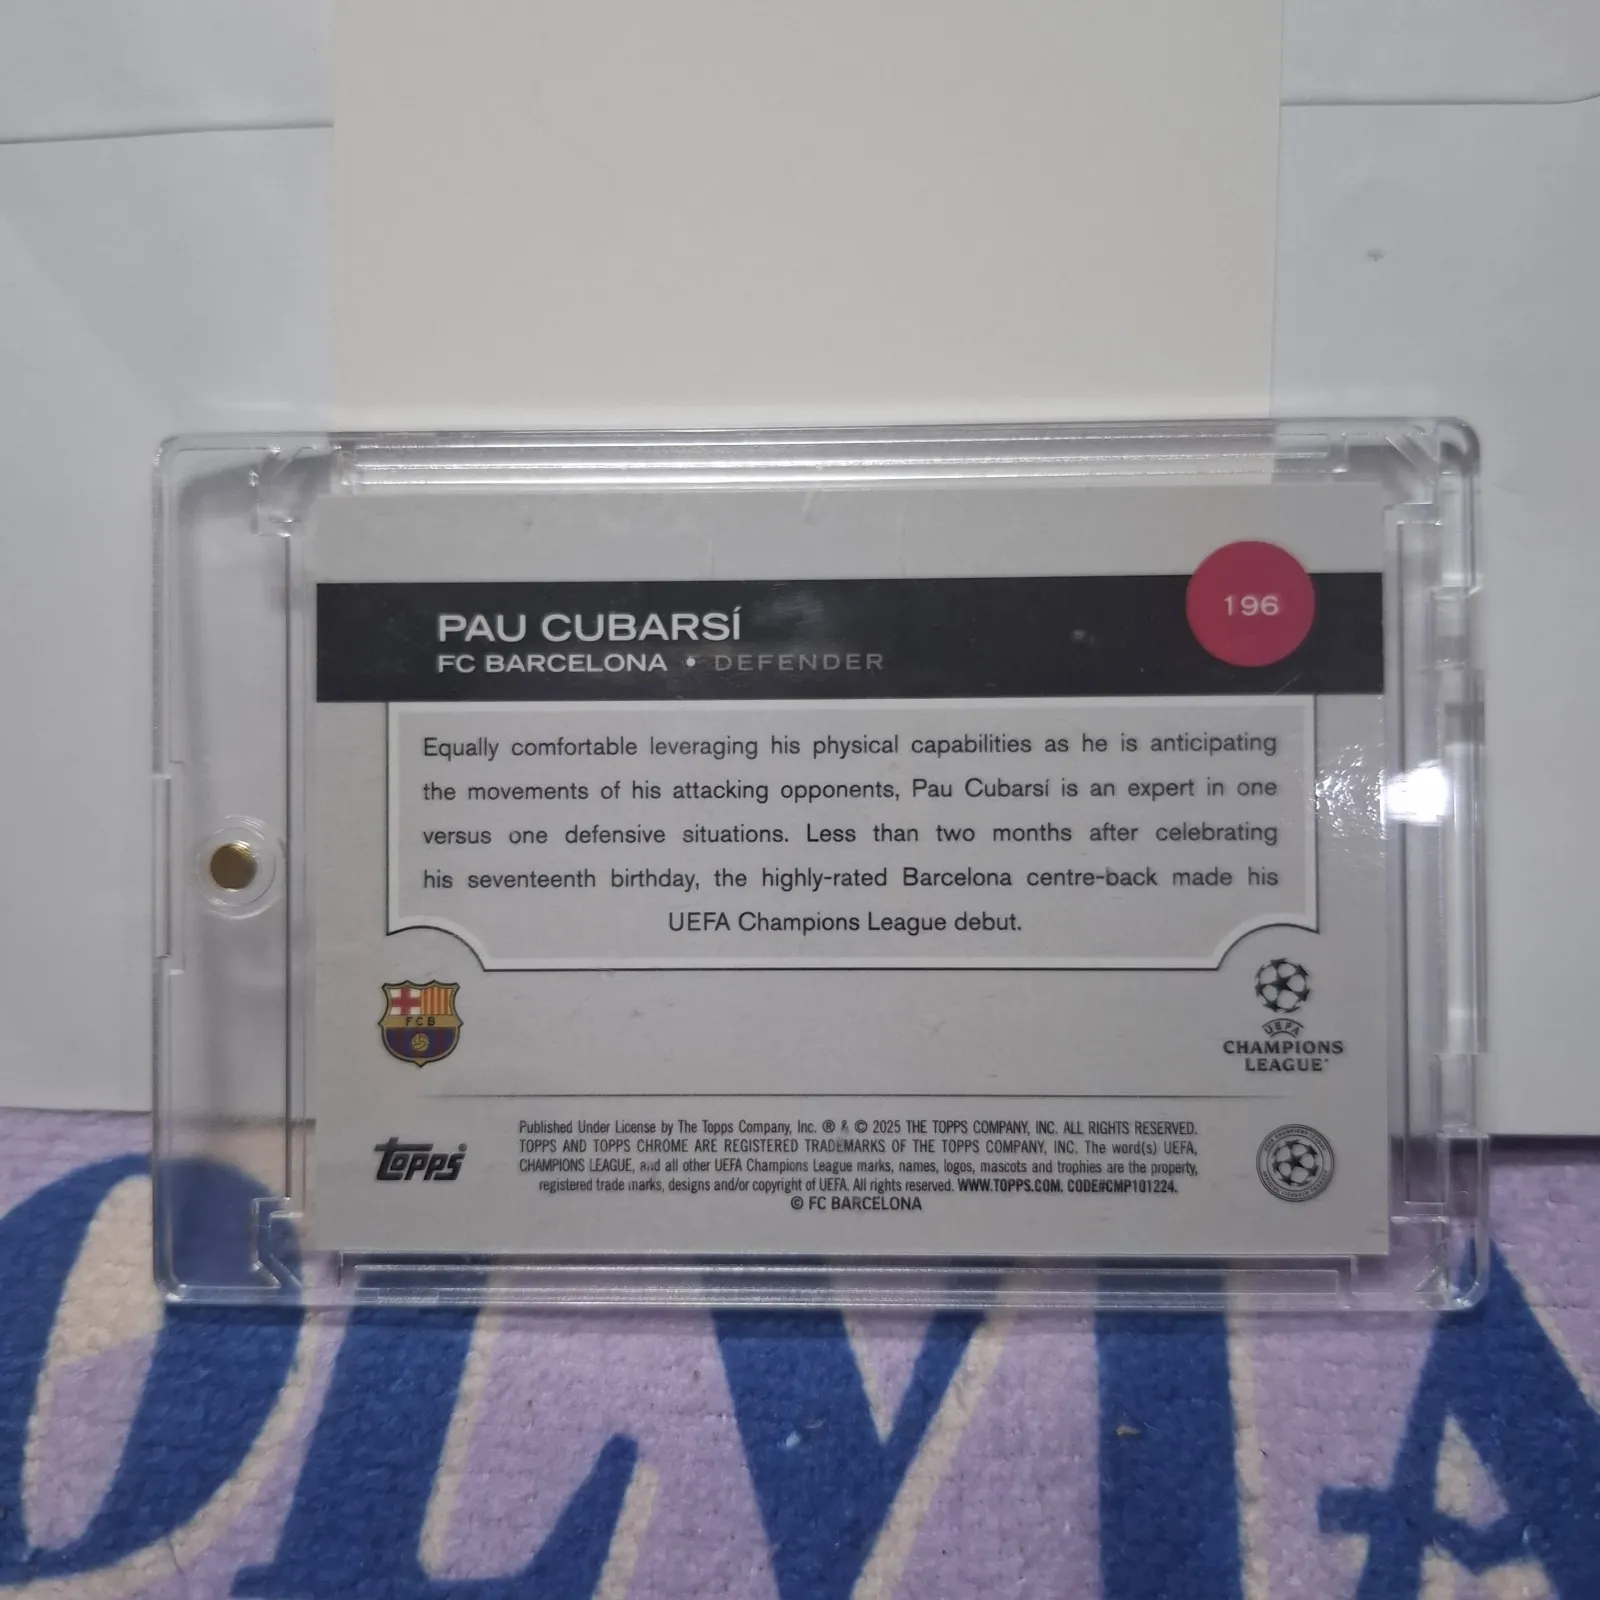 PAU CUBARSÍ
196
FC BARCELONA • DEFENDER
Equally comfortable leveraging his physical capabilities as he is anticipating
the movements of his attacking opponents, Pau Cubarsí is an expert in one
versus one defensive situations. Less than two months after celebrating
his seventeenth birthday, the highly-rated Barcelona centre-back made his
UEFA Champions League debut.
FCB
UEFA
CHAMPIONS
LEAGUE
Published Under License by The Topps Company, Inc. ® & © 2025 THE TOPPS COMPANY, INC. ALL RIGHTS RESERVED.
TOPPS AND TOPPS CHROME ARE REGISTERED TRADEMARKS OF THE TOPPS COMPANY, INC. The word(s) UEFA,
CHAMPIONS LEAGUE, and all other UEFA Champions League marks, names, logos, mascots and trophies are the property,
registered trade marks, designs and/or copyright of UEFA. All rights reserved. WWW.TOPPS.COM. CODE#CMP101224.
© FC BARCELONA
Topps®
OLVIA